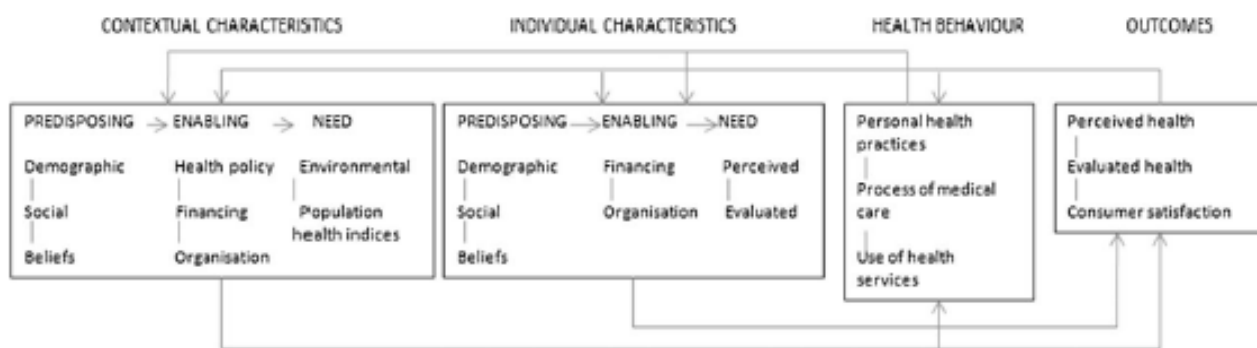 CONTEXTUAL CHARACTERISTICS
INDIVIDUAL CHARACTERISTICS
HEALTH BEHAVIOUR
OUTCOMES
PREDISPOSING
ENABLING
NEED
Demographic
Health policy
Environmental
Social
Financing
Population
health indices
Beliefs
Organisation
PREDISPOSING
ENABLING
NEED
Demographic
Financing
Perceived
Social
Organisation
Evaluated
Beliefs
Personal health
practices
Process of medical
care
Use of health
services
Perceived health
Evaluated health
Consumer satisfaction